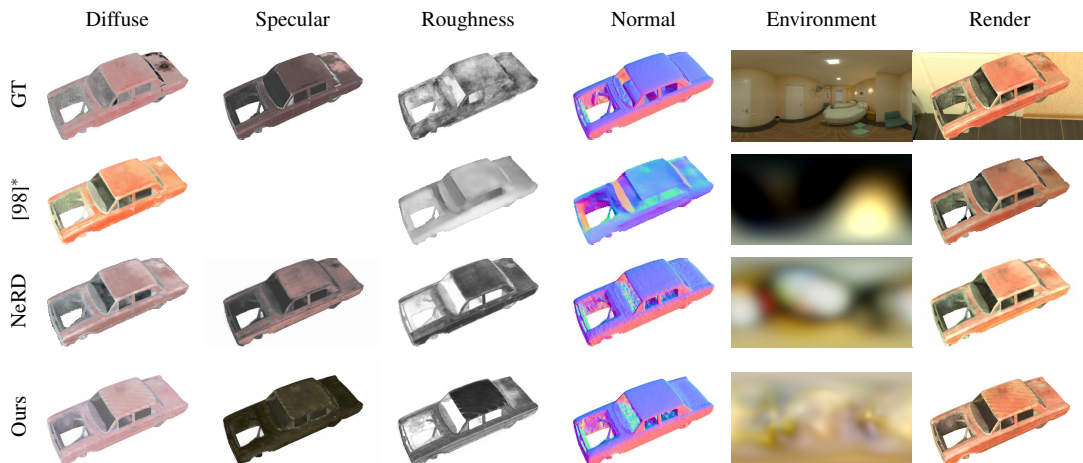 Diffuse Specular Roughness Normal Environment Render
GT
[98]*
NeRD
Ours